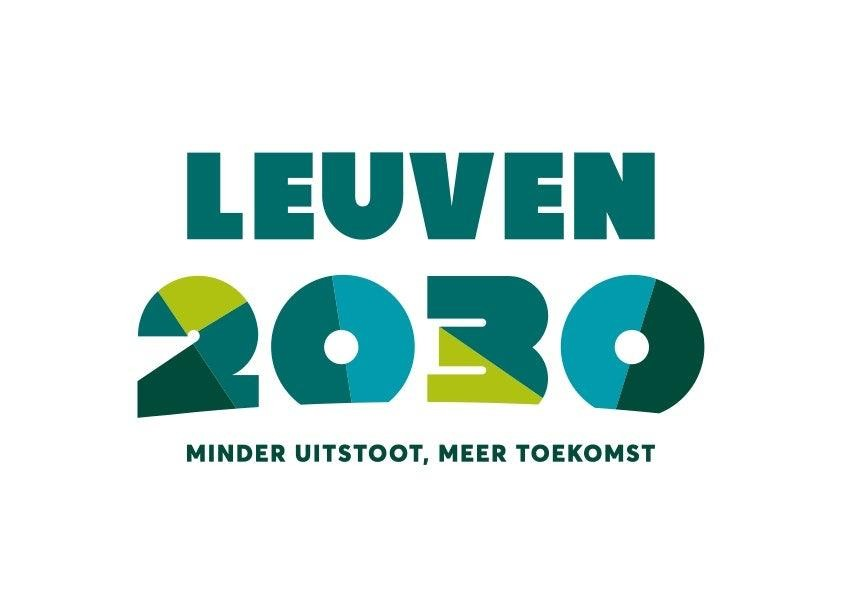 LEUVEN
2030
MINDER UITSTOOT, MEER TOEKOMST